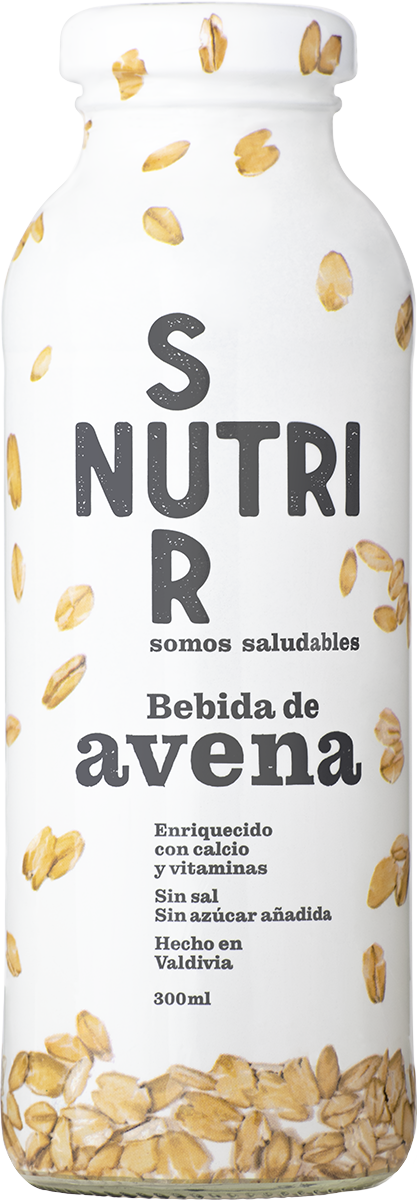 SUR
NUTRI
somos saludables
Bebida de
avena
Enriquecido
con calcio
y vitaminas
Sin sal
Sin azúcar añadida
Hecho en
Valdivia
300ml